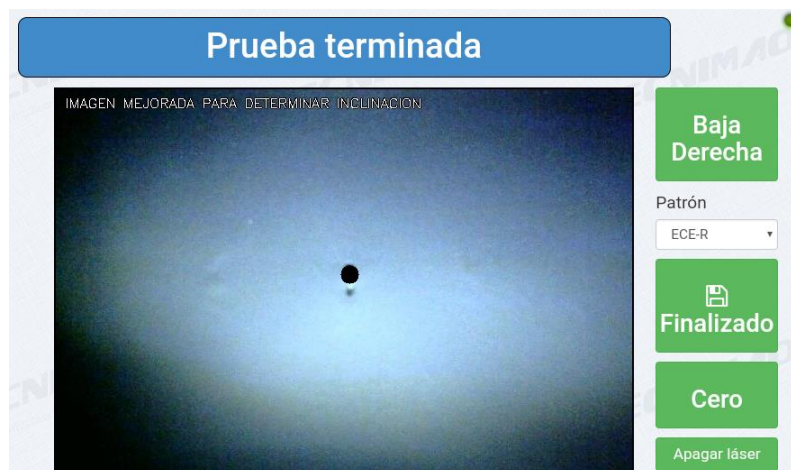 Prueba terminada
IMAGEN MEJORADA PARA DETERMINAR INCLINACION
Baja
Derecha
Patrón
ECE-R
Finalizado
Cero
Apagar láser